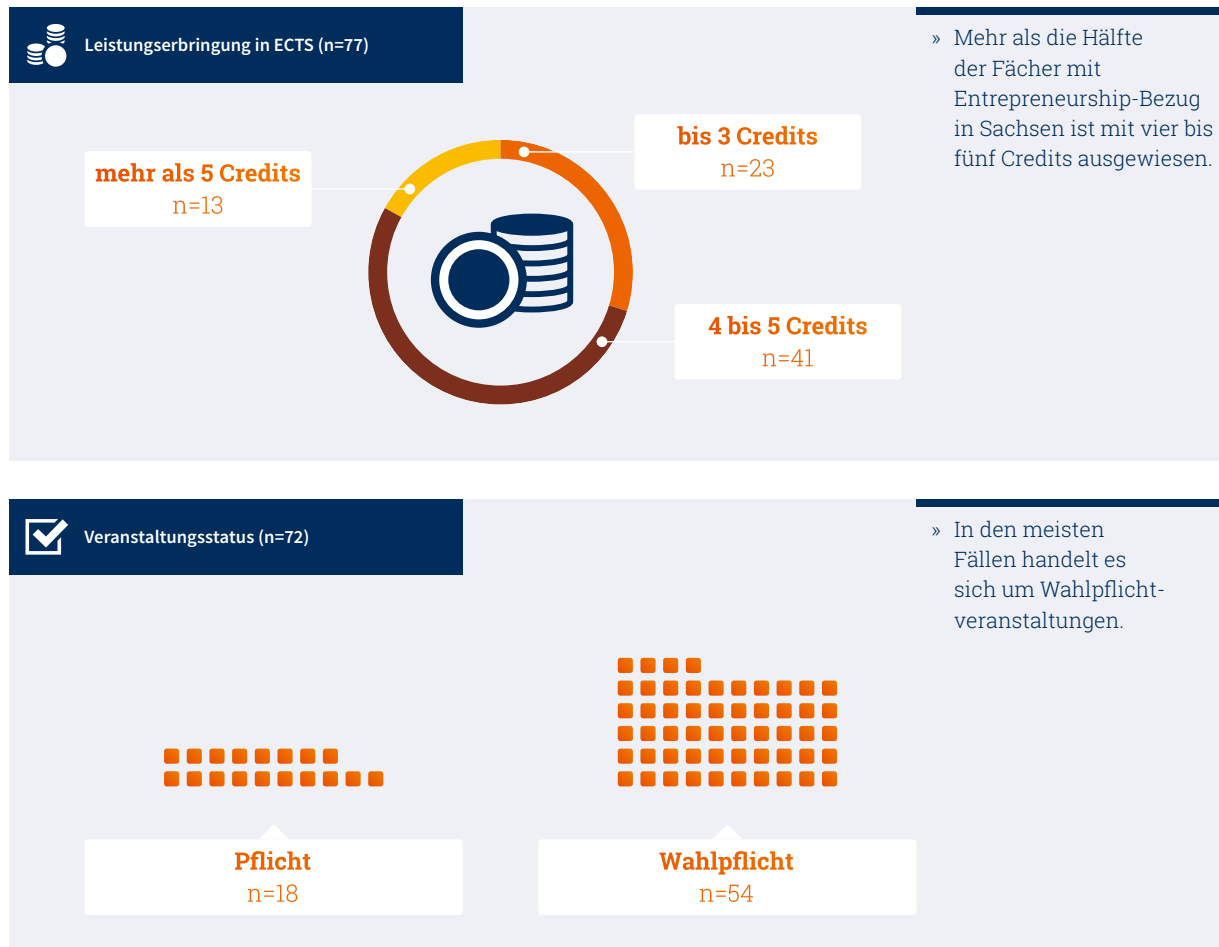 Leistungserbringung in ECTS (n=77)
» Mehr als die Hälfte
der Fächer mit
Entrepreneurship-Bezug
in Sachsen ist mit vier bis
fünf Credits ausgewiesen.
bis 3 Credits
n=23
mehr als 5 Credits
n=13
4 bis 5 Credits
n=41
Veranstaltungsstatus (n=72)
» In den meisten
Fällen handelt es
sich um Wahlpflicht-
veranstaltungen.
Pflicht
n=18
Wahlpflicht
n=54